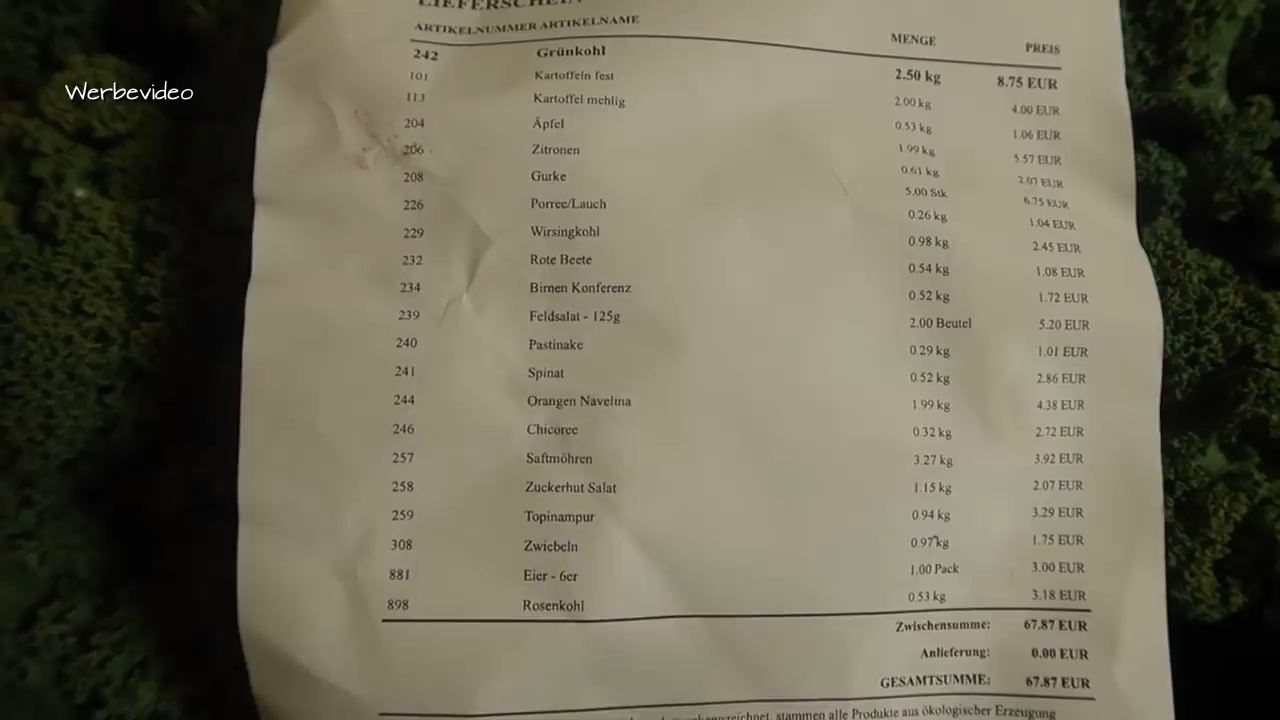 LIEFERSCHEIN
ARTIKELNUMMER ARTIKELNAME MENGE PREIS
242 Grünkohl 2.50 kg 8.75 EUR
101 Kartoffeln fest 2.00 kg 4.00 EUR
113 Kartoffel mehlig 0.53 kg 1.06 EUR
204 Äpfel 1.99 kg 5.57 EUR
206 Zitronen 0.61 kg 2.07 EUR
208 Gurke 5.00 Stk 6.75 EUR
226 Porree/Lauch 0.26 kg 1.04 EUR
229 Wirsingkohl 0.98 kg 2.45 EUR
232 Rote Beete 0.54 kg 1.08 EUR
234 Birnen Konferenz 0.52 kg 1.72 EUR
239 Feldsalat - 125g 2.00 Beutel 5.20 EUR
240 Pastinake 0.29 kg 1.01 EUR
241 Spinat 0.52 kg 2.86 EUR
244 Orangen Navelina 1.99 kg 4.38 EUR
246 Chicoree 0.32 kg 2.72 EUR
257 Saftmöhren 3.27 kg 3.92 EUR
258 Zuckerhut Salat 1.15 kg 2.07 EUR
259 Topinampur 0.94 kg 3.29 EUR
308 Zwiebeln 0.97 kg 1.75 EUR
881 Eier - 6er 1.00 Pack 3.00 EUR
898 Rosenkohl 0.53 kg 3.18 EUR
Zwischensumme: 67.87 EUR
Anlieferung: 0.00 EUR
GESAMTSUMME: 67.87 EUR
stammen alle Produkte aus ökologischer Erzeugung
Werbevideo